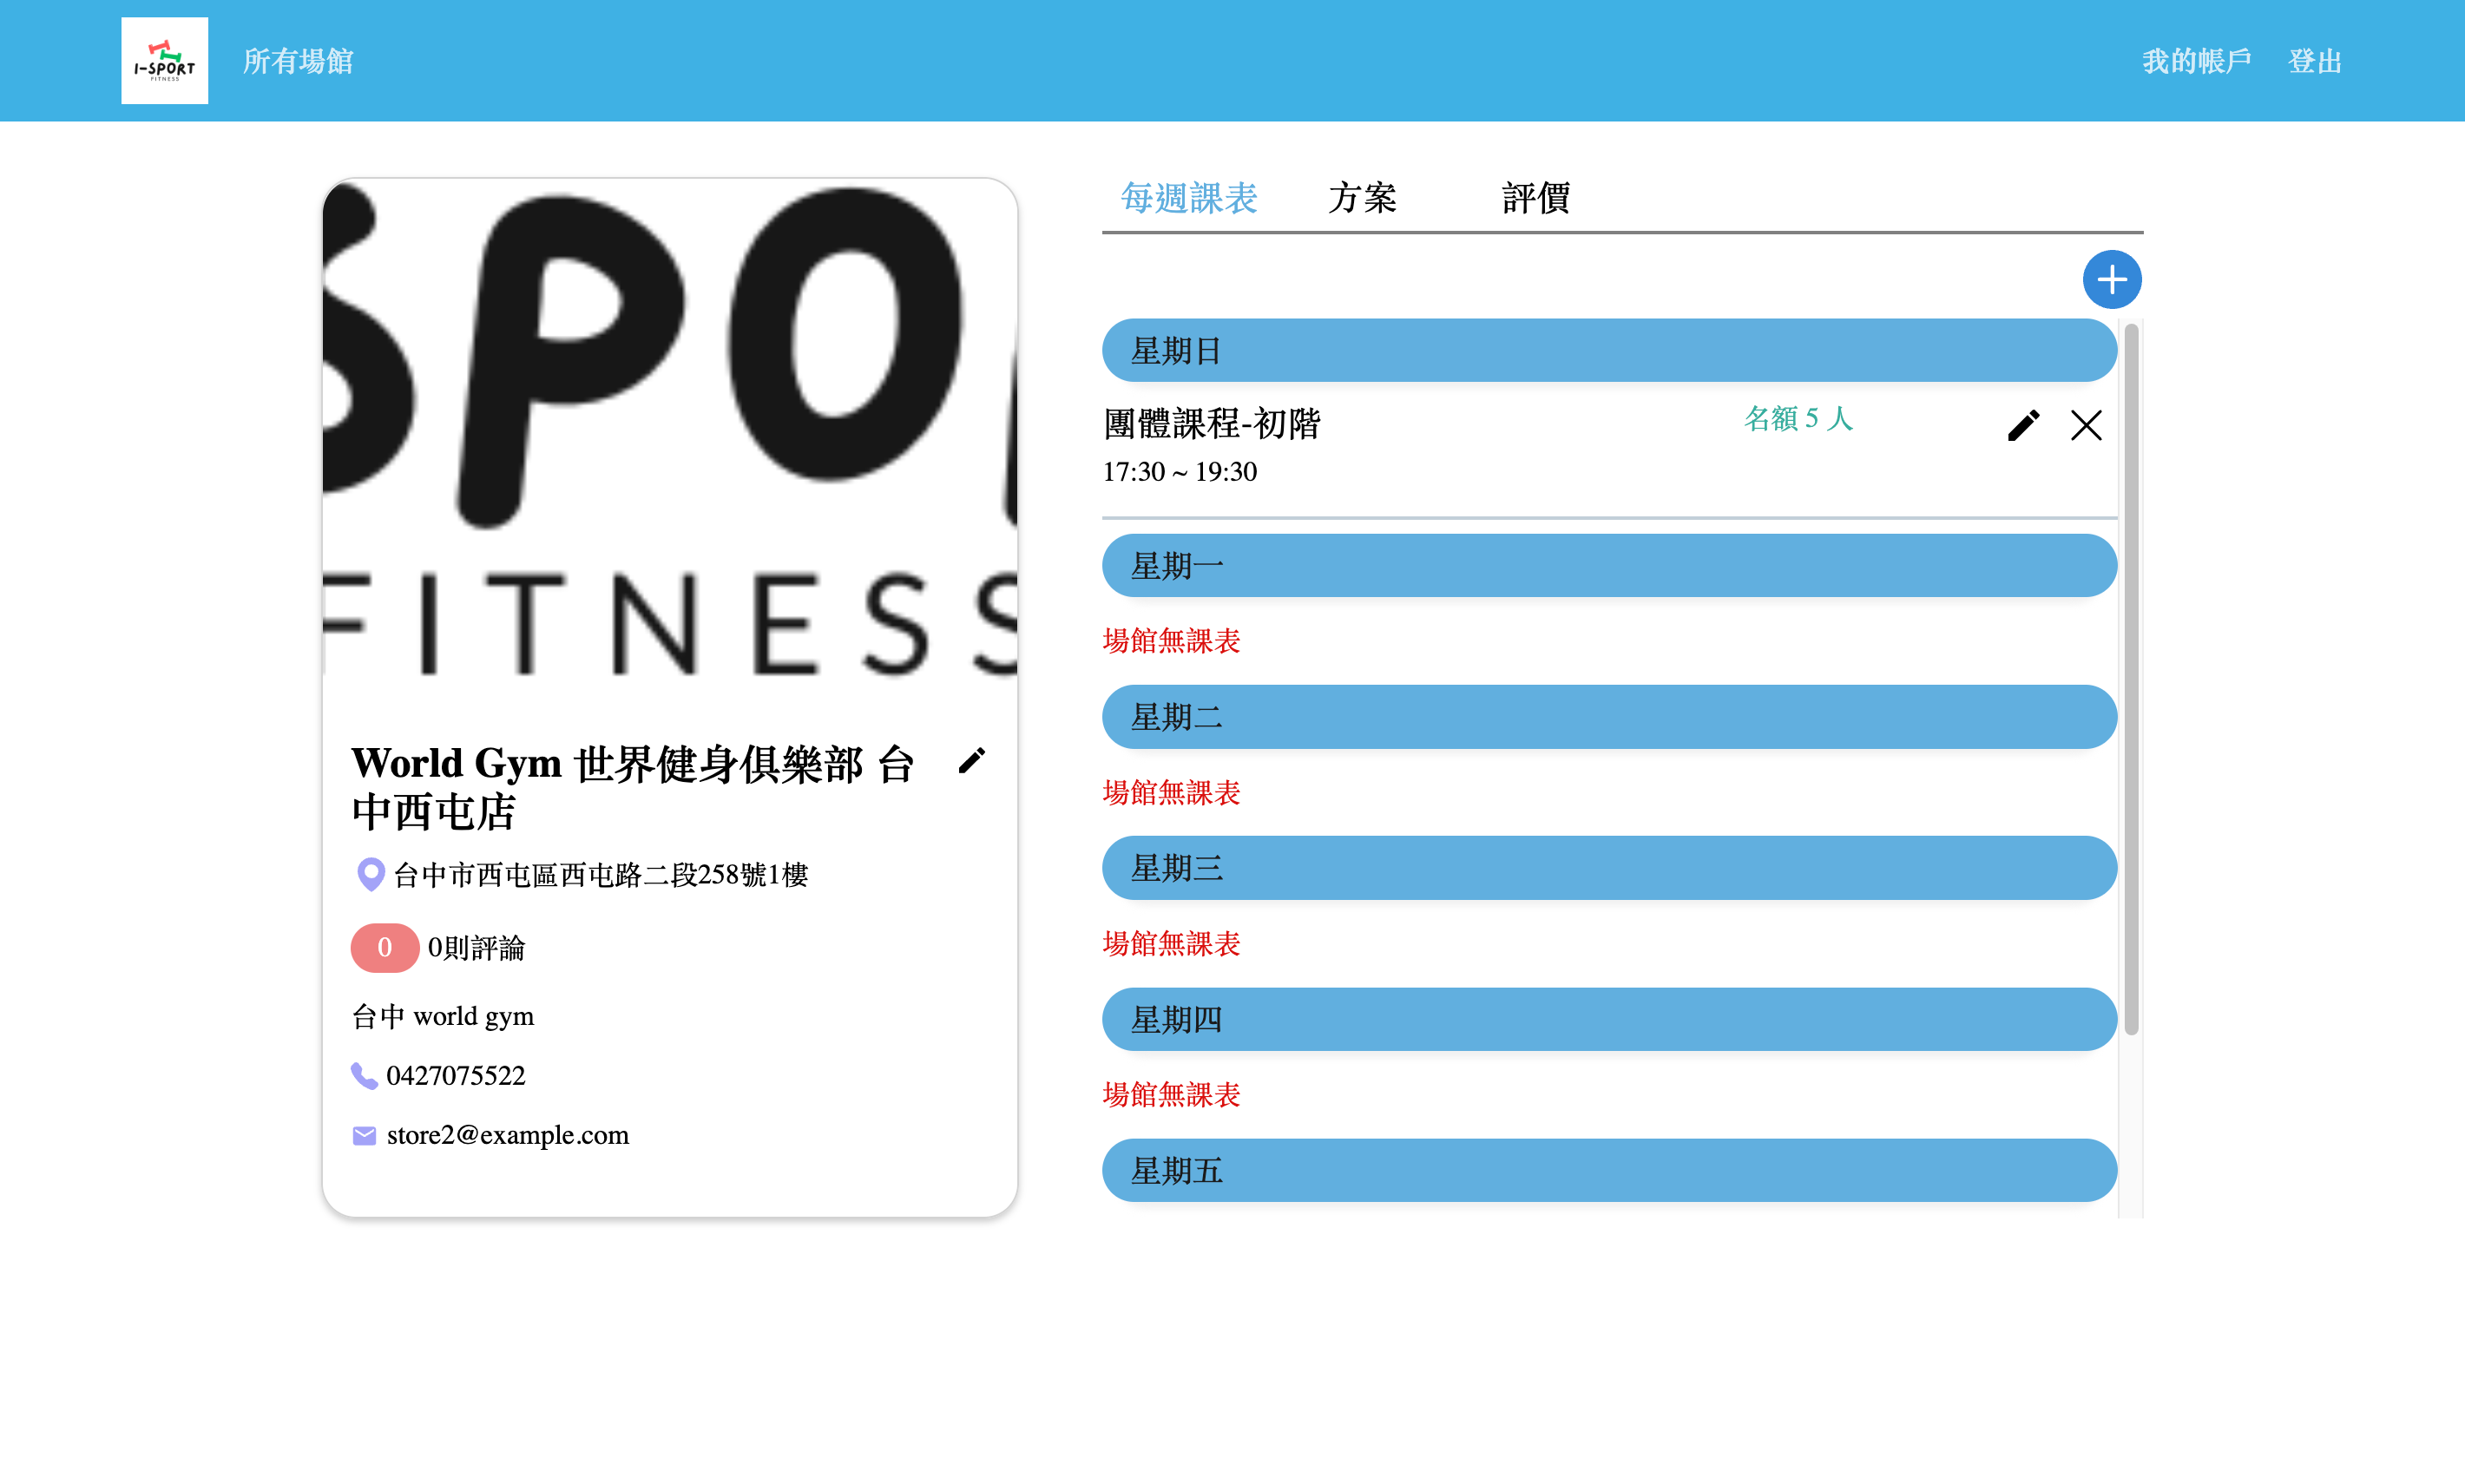 I-SPORT
FITNESS
所有場館
我的帳戶
登出
SPO
FITNESS
World Gym 世界健身俱樂部 台
中西屯店
台中市西屯區西屯路二段258號1樓
0 0則評論
台中 world gym
0427075522
store2@example.com
每週課表 方案 評價
星期日
團體課程-初階 名額 5 人
17:30 ~ 19:30
星期一
場館無課表
星期二
場館無課表
星期三
場館無課表
星期四
場館無課表
星期五